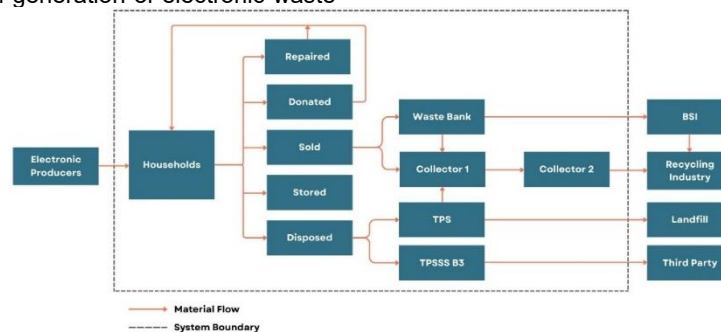 generation of electronic waste
Repaired
Donated
Waste Bank
BSI
Electronic
Producers
Households
Sold
Collector 1
Collector 2
Recycling
Industry
Stored
TPS
Landfill
Disposed
TPSSS B3
Third Party
Material Flow
System Boundary